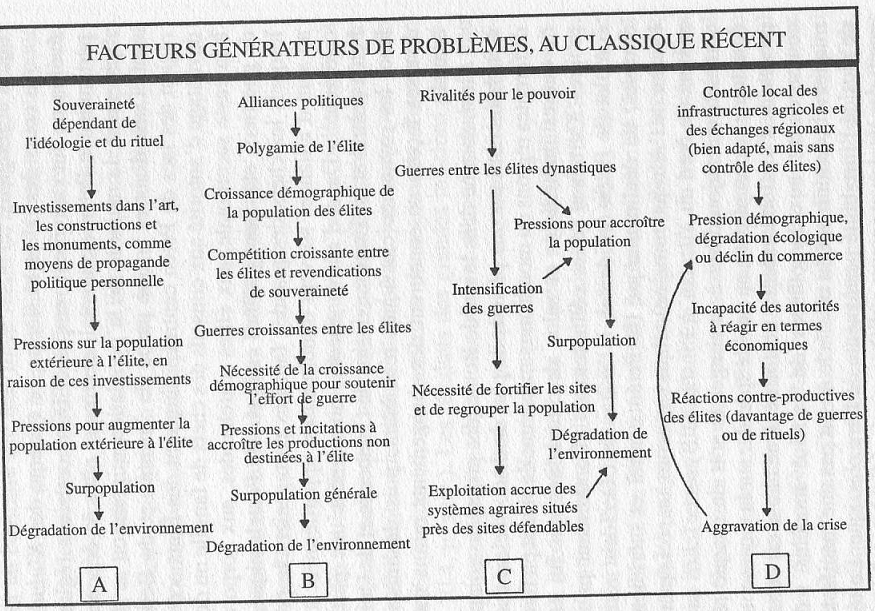 FACTEURS GÉNÉRATEURS DE PROBLÈMES, AU CLASSIQUE RÉCENT
Souveraineté
dépendant de
l'idéologie et du rituel
Investissements dans l'art,
les constructions et
les monuments, comme
moyens de propagande
politique personnelle
Pressions sur la population
extérieure à l'élite, en
raison de ces investissements
Pressions pour augmenter la
population extérieure à l'élite
Surpopulation
Dégradation de l'environnement
A
Alliances politiques
Polygamie de l'élite
Croissance démographique de
la population des élites
Compétition croissante entre
les élites et revendications
de souveraineté
Guerres croissantes entre les élites
Nécessité de la croissance
démographique pour soutenir
l'effort de guerre
Pressions et incitations à
accroître les productions non
destinées à l'élite
Surpopulation générale
Dégradation de l'environnement
B
Rivalités pour le pouvoir
Guerres entre les élites dynastiques
Pressions pour accroître
la population
Intensification
des guerres
Surpopulation
Nécessité de fortifier les sites
et de regrouper la population
Dégradation de
l'environnement
Exploitation accrue des
systèmes agraires situés
près des sites défendables
C
Contrôle local des
infrastructures agricoles et
des échanges régionaux
(bien adapté, mais sans
contrôle des élites)
Pression démographique,
dégradation écologique
ou déclin du commerce
Incapacité des autorités
à réagir en termes
économiques
Réactions contre-productives
des élites (davantage de guerres
ou de rituels)
Aggravation de la crise
D